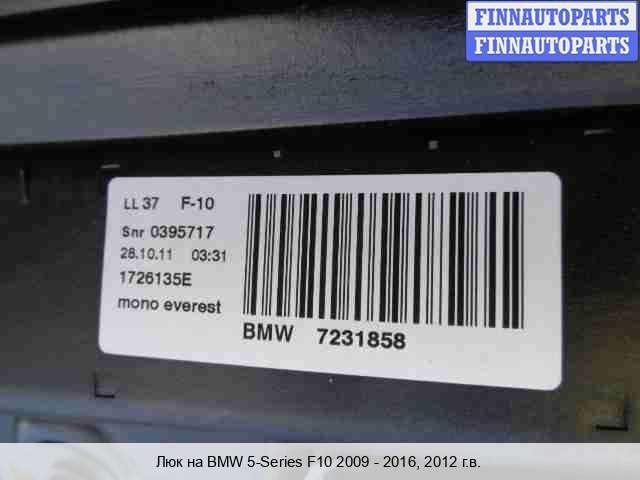 FINNAUTOPARTS
FINNAUTOPARTS
LL 37 F-10
Snr 0395717
28.10.11 03:31
1726135E
mono everest
BMW 7231858
Люк на BMW 5-Series F10 2009 - 2016, 2012 г.в.